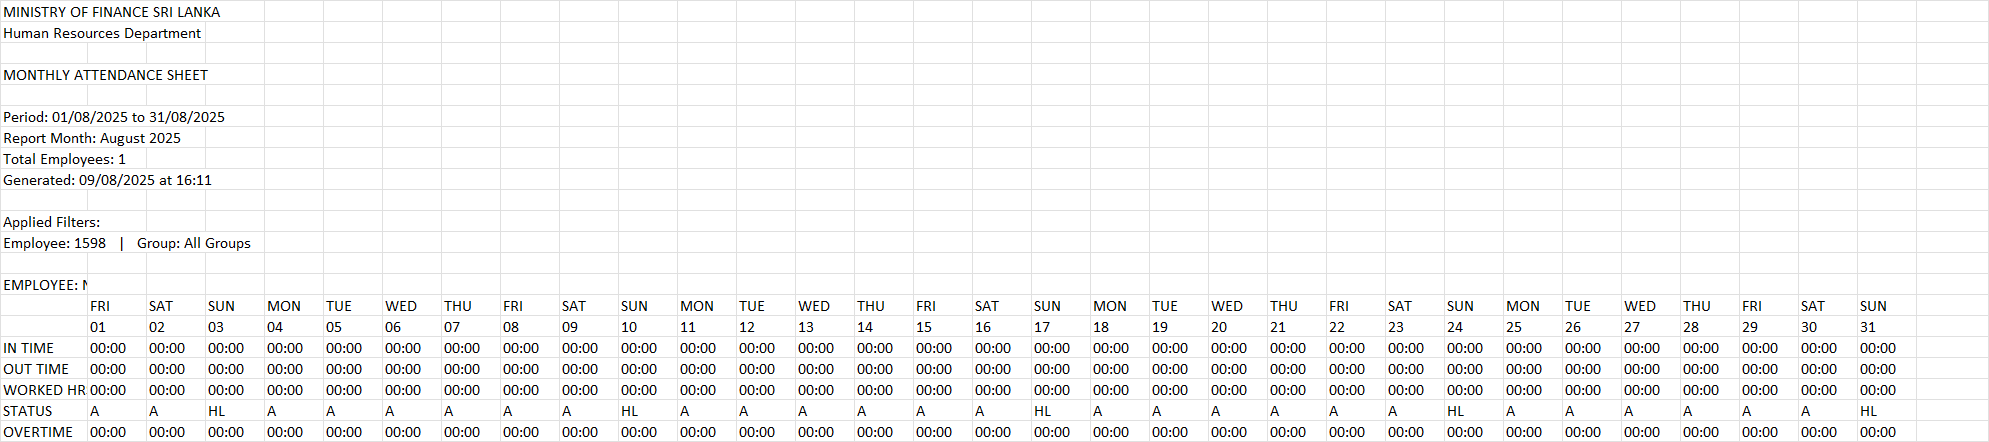 MINISTRY OF FINANCE SRI LANKA
Human Resources Department
MONTHLY ATTENDANCE SHEET
Period: 01/08/2025 to 31/08/2025
Report Month: August 2025
Total Employees: 1
Generated: 09/08/2025 at 16:11
Applied Filters:
Employee: 1598 | Group: All Groups
EMPLOYEE:
FRI SAT SUN MON TUE WED THU FRI SAT SUN MON TUE WED THU FRI SAT SUN MON TUE WED THU FRI SAT SUN MON TUE WED THU FRI SAT SUN
01 02 03 04 05 06 07 08 09 10 11 12 13 14 15 16 17 18 19 20 21 22 23 24 25 26 27 28 29 30 31
IN TIME 00:00 00:00 00:00 00:00 00:00 00:00 00:00 00:00 00:00 00:00 00:00 00:00 00:00 00:00 00:00 00:00 00:00 00:00 00:00 00:00 00:00 00:00 00:00 00:00 00:00 00:00 00:00 00:00 00:00 00:00 00:00
OUT TIME 00:00 00:00 00:00 00:00 00:00 00:00 00:00 00:00 00:00 00:00 00:00 00:00 00:00 00:00 00:00 00:00 00:00 00:00 00:00 00:00 00:00 00:00 00:00 00:00 00:00 00:00 00:00 00:00 00:00 00:00 00:00
WORKED HR 00:00 00:00 00:00 00:00 00:00 00:00 00:00 00:00 00:00 00:00 00:00 00:00 00:00 00:00 00:00 00:00 00:00 00:00 00:00 00:00 00:00 00:00 00:00 00:00 00:00 00:00 00:00 00:00 00:00 00:00 00:00
STATUS A A HL A A A A A A HL A A A A A A HL A A A A A A HL A A A A A A HL
OVERTIME 00:00 00:00 00:00 00:00 00:00 00:00 00:00 00:00 00:00 00:00 00:00 00:00 00:00 00:00 00:00 00:00 00:00 00:00 00:00 00:00 00:00 00:00 00:00 00:00 00:00 00:00 00:00 00:00 00:00 00:00 00:00